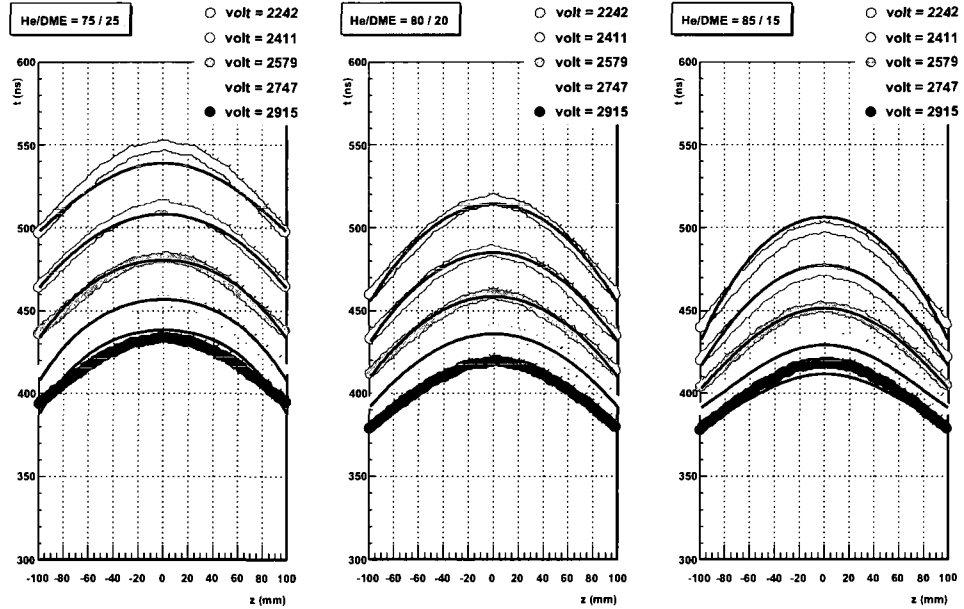 He/DME = 75 / 25
volt = 2242
volt = 2411
volt = 2579
volt = 2747
volt = 2915
t (ns)
600
550
500
450
400
350
300
-100 -80 -60 -40 -20 0 20 40 60 80 100
z (mm)
He/DME = 80 / 20
volt = 2242
volt = 2411
volt = 2579
volt = 2747
volt = 2915
t (ns)
600
550
500
450
400
350
300
-100 -80 -60 -40 -20 0 20 40 60 80 100
z (mm)
He/DME = 85 / 15
volt = 2242
volt = 2411
volt = 2579
volt = 2747
volt = 2915
t (ns)
600
550
500
450
400
350
300
-100 -80 -60 -40 -20 0 20 40 60 80 100
z (mm)